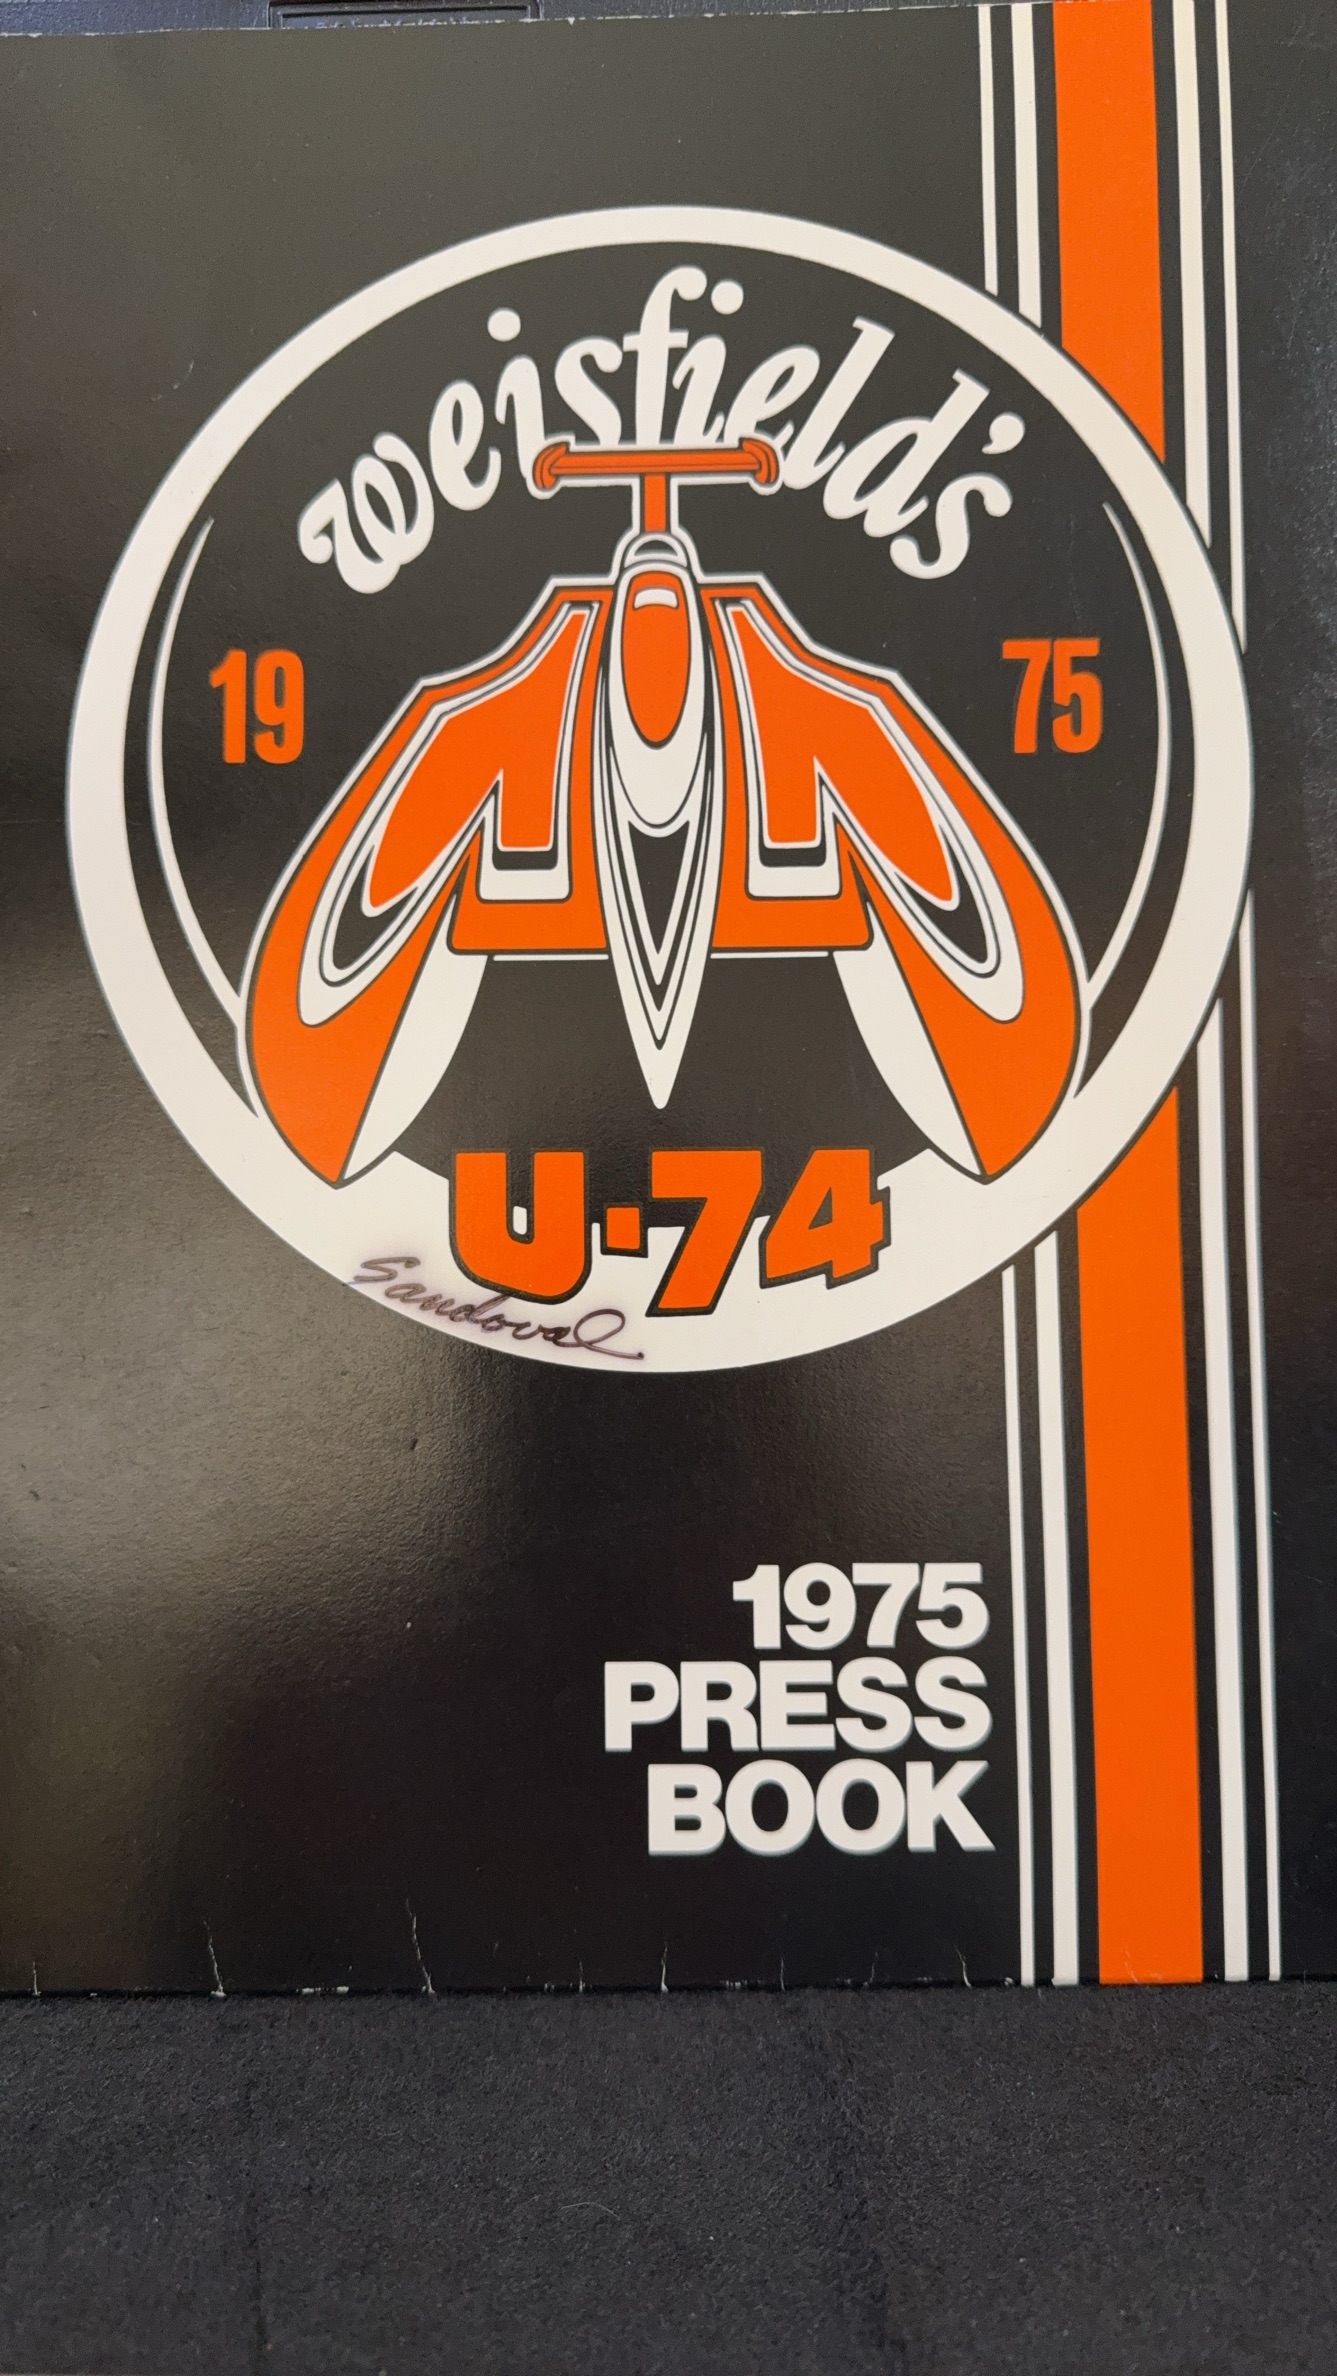 weisfield's
19 75
U-74
Sandoval
1975
PRESS
BOOK